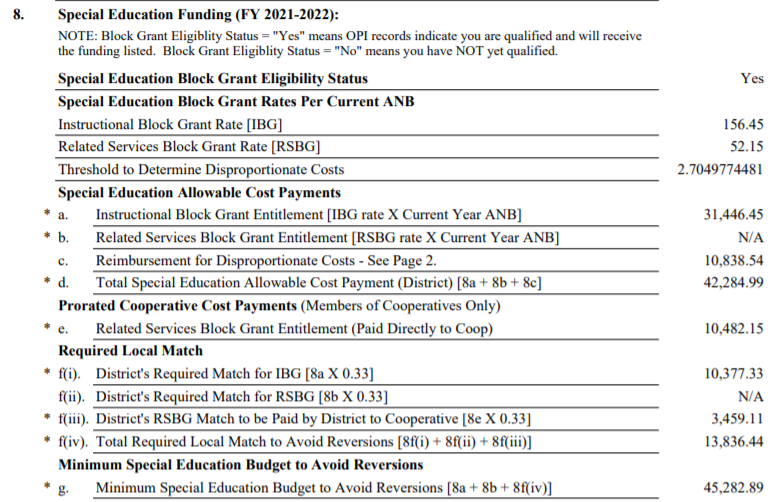 8. Special Education Funding (FY 2021-2022):
NOTE: Block Grant Eligiblity Status = "Yes" means OPI records indicate you are qualified and will receive
the funding listed. Block Grant Eligiblity Status = "No" means you have NOT yet qualified.
Special Education Block Grant Eligibility Status Yes
Special Education Block Grant Rates Per Current ANB
Instructional Block Grant Rate [IBG] 156.45
Related Services Block Grant Rate [RSBG] 52.15
Threshold to Determine Disproportionate Costs 2.7049774481
Special Education Allowable Cost Payments
* a. Instructional Block Grant Entitlement [IBG rate X Current Year ANB] 31,446.45
* b. Related Services Block Grant Entitlement [RSBG rate X Current Year ANB] N/A
c. Reimbursement for Disproportionate Costs - See Page 2. 10,838.54
* d. Total Special Education Allowable Cost Payment (District) [8a + 8b + 8c] 42,284.99
Prorated Cooperative Cost Payments (Members of Cooperatives Only)
* e. Related Services Block Grant Entitlement (Paid Directly to Coop) 10,482.15
Required Local Match
* f(i). District's Required Match for IBG [8a X 0.33] 10,377.33
f(ii). District's Required Match for RSBG [8b X 0.33] N/A
* f(iii). District's RSBG Match to be Paid by District to Cooperative [8e X 0.33] 3,459.11
* f(iv). Total Required Local Match to Avoid Reversions [8f(i) + 8f(ii) + 8f(iii)] 13,836.44
Minimum Special Education Budget to Avoid Reversions
* g. Minimum Special Education Budget to Avoid Reversions [8a + 8b + 8f(iv)] 45,282.89